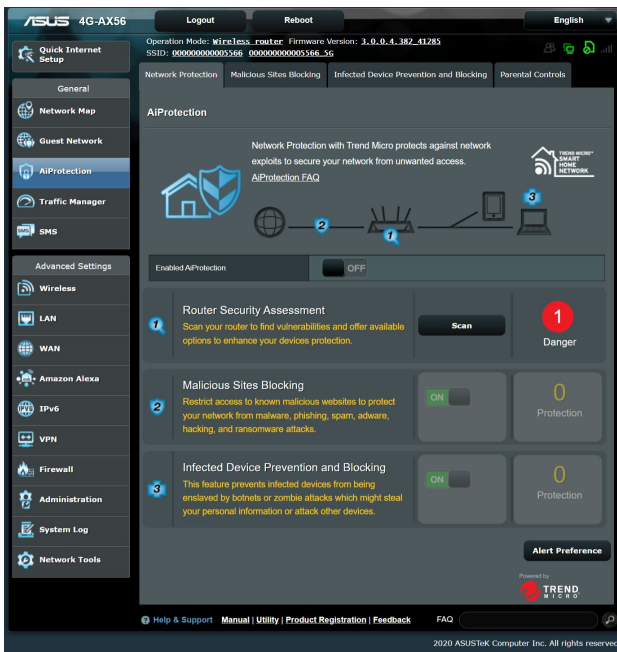 ASUS 4G-AX56 Logout Reboot English
Quick Internet Setup
Operation Mode: Wireless router Firmware Version: 3.0.0.4.382_41285
SSID: 00000000005566 00000000005566_5G
General
Network Map
Guest Network
AiProtection
Traffic Manager
SMS
Advanced Settings
Wireless
LAN
WAN
Amazon Alexa
IPv6
VPN
Firewall
Administration
System Log
Network Tools
Network Protection Malicious Sites Blocking Infected Device Prevention and Blocking Parental Controls
AiProtection
Network Protection with Trend Micro protects against network
exploits to secure your network from unwanted access.
AiProtection FAQ
TREND MICRO™
SMART
HOME
NETWORK
2
1
3
Enabled AiProtection OFF
1
Router Security Assessment
Scan your router to find vulnerabilities and offer available
options to enhance your devices protection.
Scan
1
Danger
2
Malicious Sites Blocking
Restrict access to known malicious websites to protect
your network from malware, phishing, spam, adware,
hacking, and ransomware attacks.
ON
0
Protection
3
Infected Device Prevention and Blocking
This feature prevents infected devices from being
enslaved by botnets or zombie attacks which might steal
your personal information or attack other devices.
ON
0
Protection
Alert Preference
Powered by
TREND
MICRO
Help & Support Manual | Utility | Product Registration | Feedback FAQ
2020 ASUSTeK Computer Inc. All rights reserved